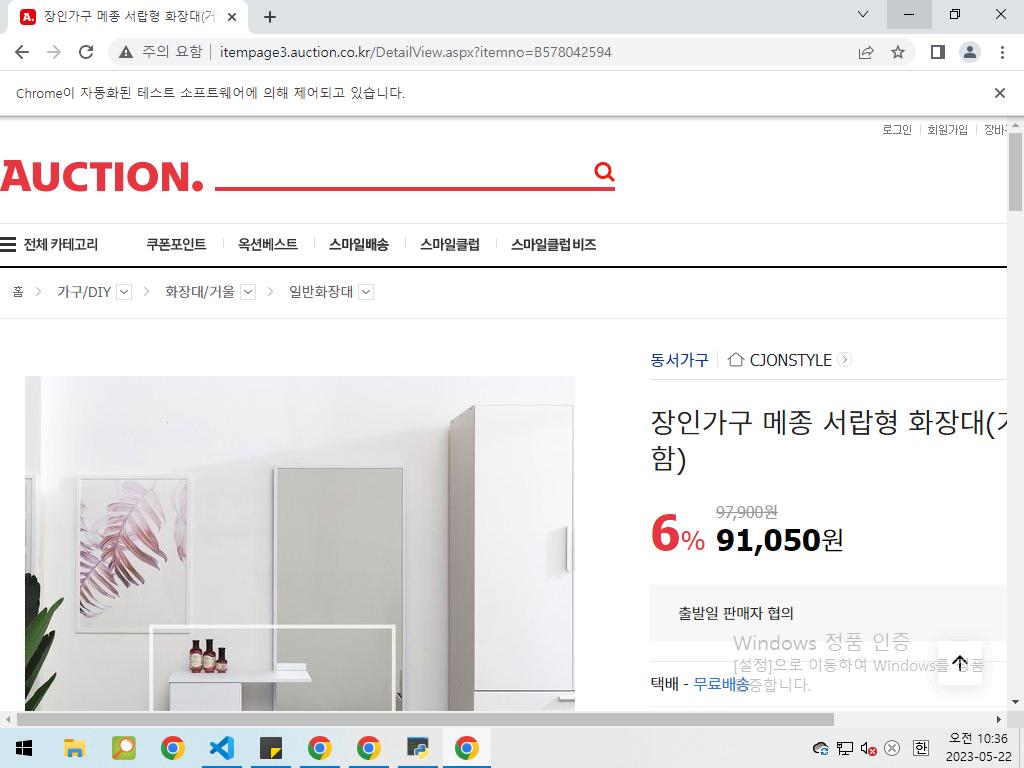 장인가구 메종 서랍형 화장대(거
주의 요함
itempage3.auction.co.kr/DetailView.aspx?itemno=B578042594
Chrome이 자동화된 테스트 소프트웨어에 의해 제어되고 있습니다.
로그인 회원가입 장바구
AUCTION.
전체 카테고리 쿠폰포인트 옥션베스트 스마일배송 스마일클럽 스마일클럽 비즈
홈 가구/DIY 화장대/거울 일반화장대
동서가구 CJONSTYLE
장인가구 메종 서랍형 화장대(거
함)
97,900원
6% 91,050원
출발일 판매자 협의
Windows 정품 인증
[설정]으로 이동하여 Windows를 정품
인증합니다.
택배 - 무료배송
한
오전 10:36
2023-05-22